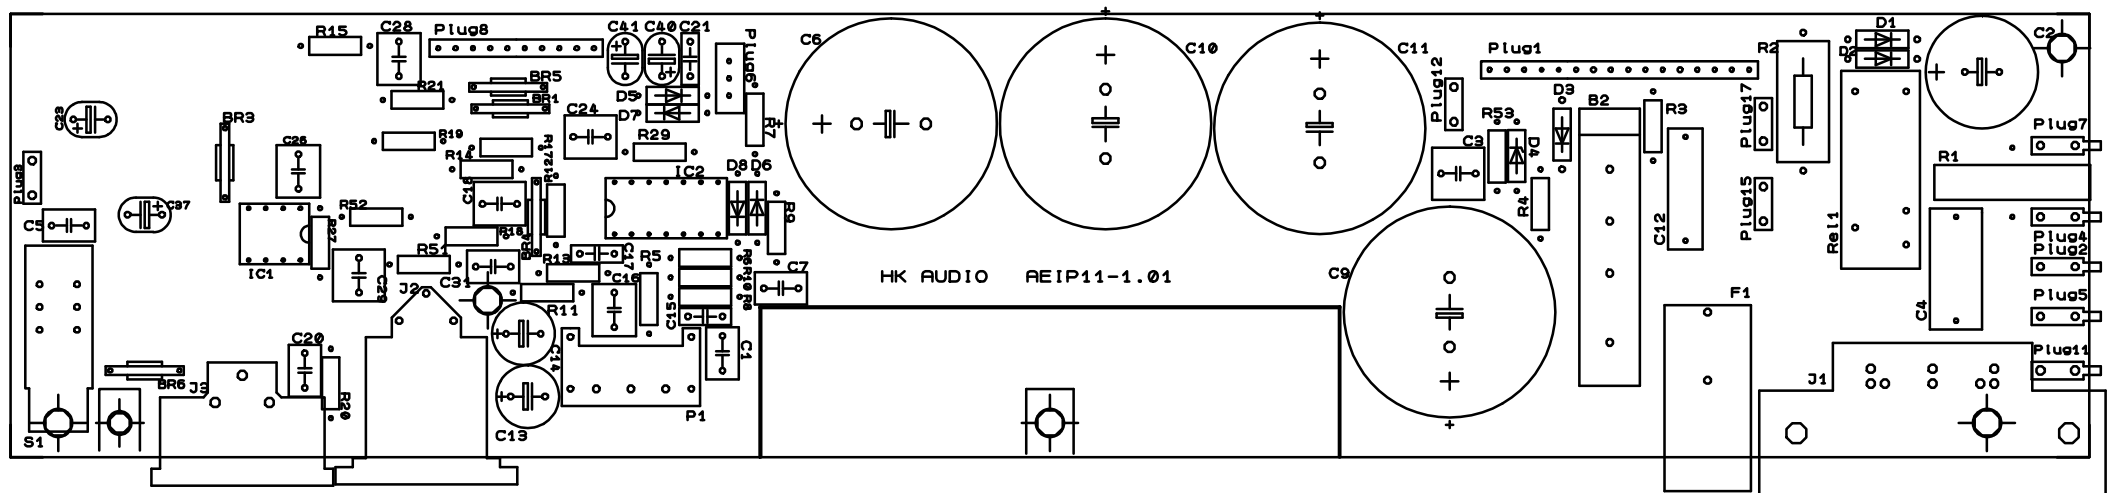 R15
C28
Plug8
C41
C40
C21
Plug6
C6
C10
C11
Plug1
Plug12
R2
D1
D2
C2
BR5
BR1
R21
D5
D7
R7
C23
BR3
C26
R19
R14
R17
R12
C24
R29
R53
D3
D4
B2
R3
C3
Plug17
Plug7
R1
Plug9
C5
C37
R52
R27
IC1
C18
R18
BR4
IC2
D8
D6
R9
R4
C12
Plug15
Rel1
Plug4
Plug2
R51
C31
C29
J2
R13
C17
C16
R5
R6
R10
R8
C7
HK AUDIO AEIP11-1.01
C9
F1
C4
Plug5
R11
C15
C20
C14
C1
Plug11
BR6
J3
R20
P1
J1
S1
C13